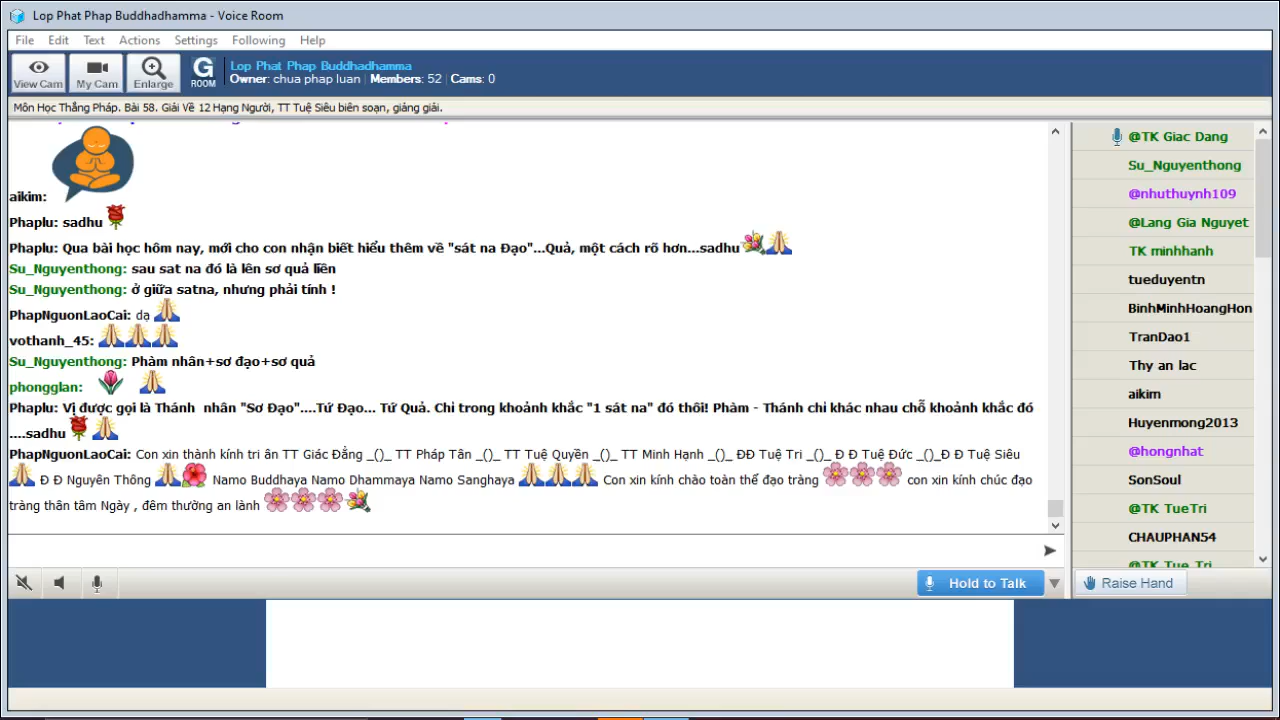 Lop Phat Phap Buddhadhamma - Voice Room
File Edit Text Actions Settings Following Help
View Cam My Cam Enlarge G ROOM
Lop Phat Phap Buddhadhamma
Owner: chua phap luan Members: 52 Cams: 0
Môn Học Thắng Pháp. Bài 58. Giải Về 12 Hạng Người, TT Tuệ Siêu biên soạn, giảng giải.
aikim:
Phaplu: sadhu
Phaplu: Qua bài học hôm nay, mới cho con nhận biết hiểu thêm về "sát na Đạo"...Quả, một cách rõ hơn...sadhu
Su_Nguyenthong: sau sat na đó là lên sơ quả liền
Su_Nguyenthong: ở giữa satna, nhưng phải tính !
PhapNguonLaoCai: dạ
vothanh_45:
Su_Nguyenthong: Phàm nhân+sơ đạo+sơ quả
phongglan:
Phaplu: Vị được gọi là Thánh nhân "Sơ Đạo"....Tứ Đạo... Tứ Quả. Chỉ trong khoảnh khắc "1 sát na" đó thôi! Phàm - Thánh chỉ khác nhau chỗ khoảnh khắc đó
....sadhu
PhapNguonLaoCai: Con xin thành kính tri ân TT Giác Đẳng _()_ TT Pháp Tân _()_ TT Tuệ Quyền _()_ TT Minh Hạnh _()_ ĐĐ Tuệ Tri _()_ Đ Đ Tuệ Đức _()_Đ Đ Tuệ Siêu
Đ Đ Nguyên Thông Namo Buddhaya Namo Dhammaya Namo Sanghaya Con xin kính chào toàn thể đạo tràng con xin kính chúc đạo
tràng thân tâm Ngày , đêm thường an lành
Hold to Talk
@TK Giac Dang
Su_Nguyenthong
@nhuthuynh109
@Lang Gia Nguyet
TK minhhanh
tueduyentn
BinhMinhHoangHon
TranDao1
Thy an lac
aikim
Huyenmong2013
@hongnhat
SonSoul
@TK TueTri
CHAUPHAN54
@TK Tue Tri
Raise Hand